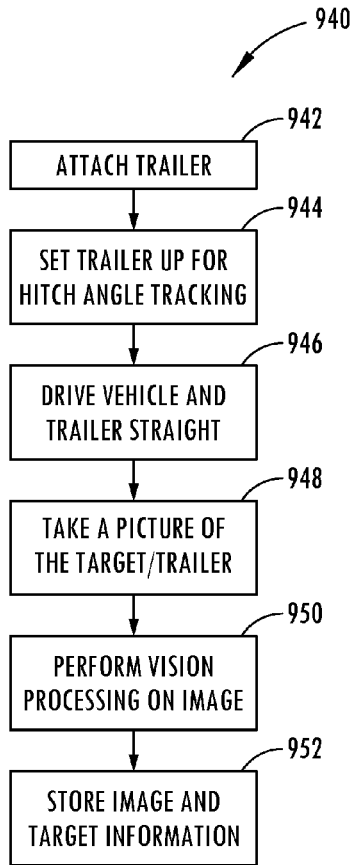 940
942
ATTACH TRAILER
944
SET TRAILER UP FOR
HITCH ANGLE TRACKING
946
DRIVE VEHICLE AND
TRAILER STRAIGHT
948
TAKE A PICTURE OF
THE TARGET/TRAILER
950
PERFORM VISION
PROCESSING ON IMAGE
952
STORE IMAGE AND
TARGET INFORMATION